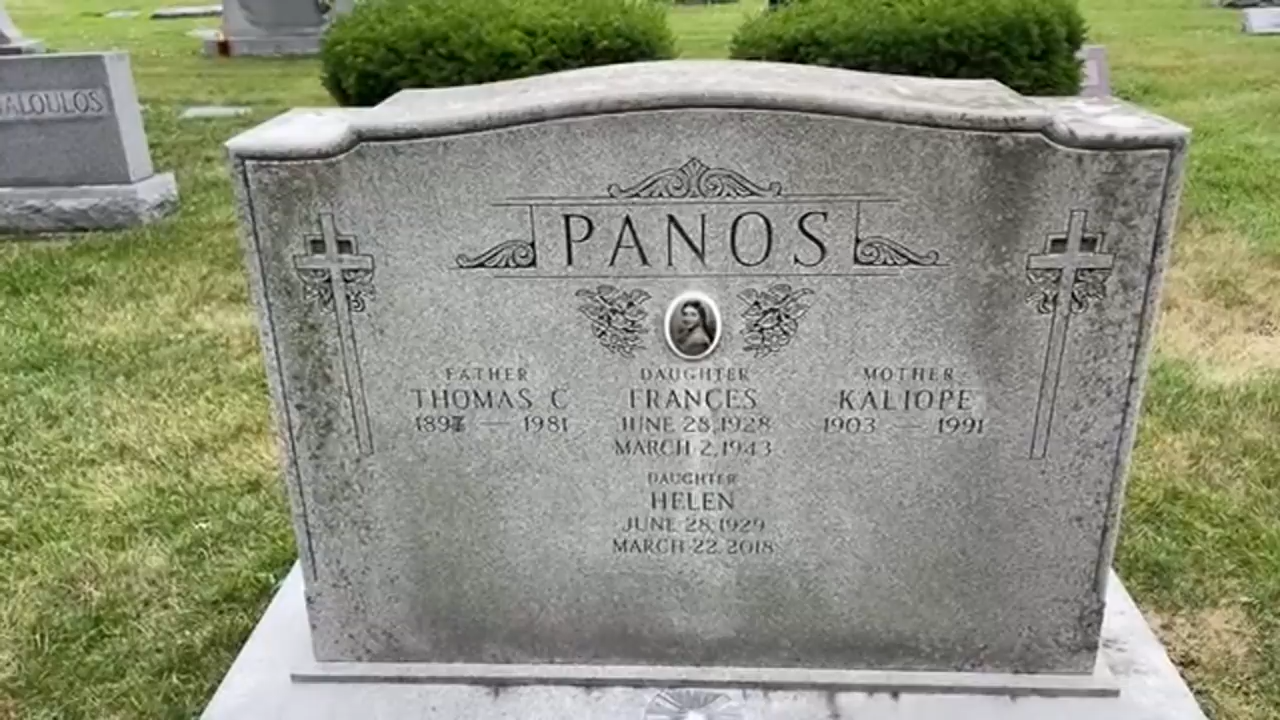 PANOS
FATHER
THOMAS C
1897 — 1981
DAUGHTER
FRANCES
JUNE 28, 1928
MARCH 2, 1943
MOTHER
KALIOPE
1903 — 1991
DAUGHTER
HELEN
JUNE 28, 1929
MARCH 22, 2018